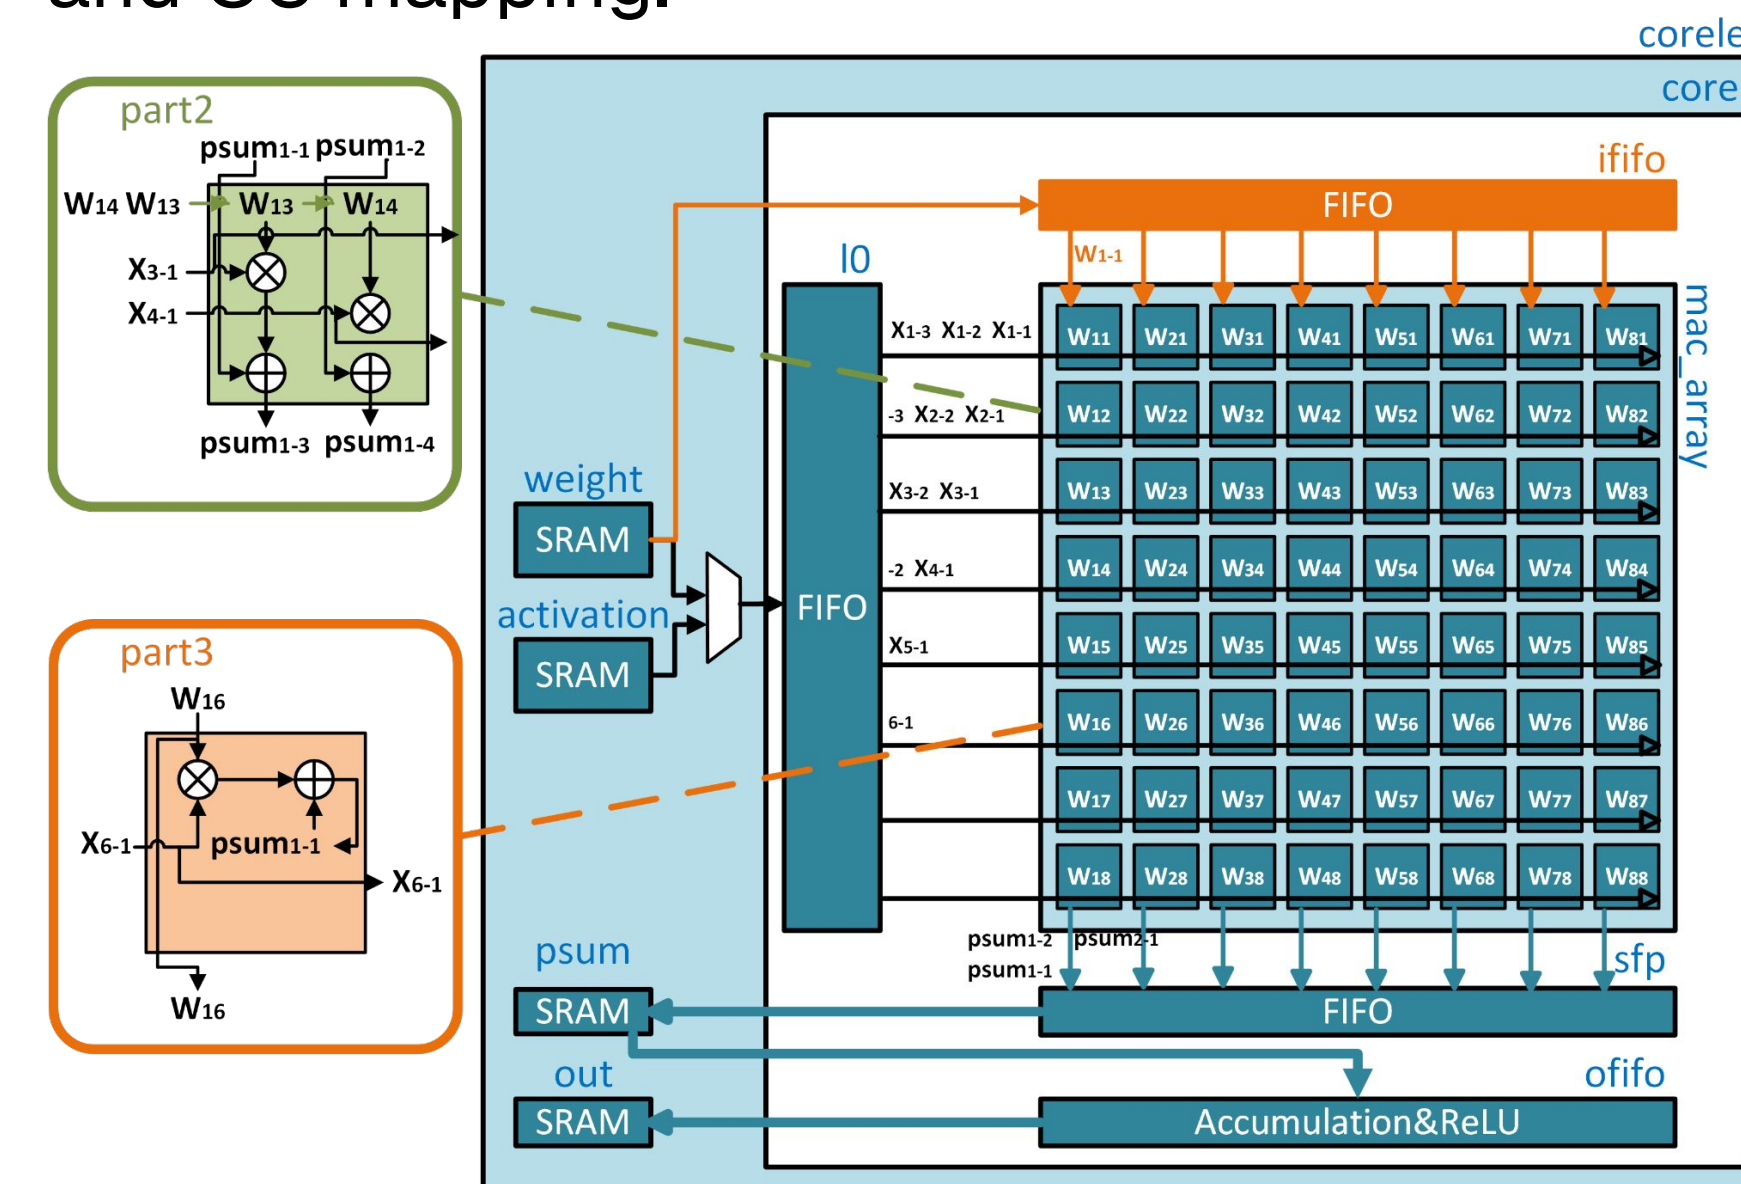 and OS mapping.
corele
core
part2
psum1-1 psum1-2
W14 W13
W13
W14
X3-1
X4-1
psum1-3 psum1-4
ififo
FIFO
W1-1
l0
FIFO
mac_array
X1-3 X1-2 X1-1
W11 W21 W31 W41 W51 W61 W71 W81
-3 X2-2 X2-1
W12 W22 W32 W42 W52 W62 W72 W82
X3-2 X3-1
W13 W23 W33 W43 W53 W63 W73 W83
-2 X4-1
W14 W24 W34 W44 W54 W64 W74 W84
X5-1
W15 W25 W35 W45 W55 W65 W75 W85
6-1
W16 W26 W36 W46 W56 W66 W76 W86
W17 W27 W37 W47 W57 W67 W77 W87
W18 W28 W38 W48 W58 W68 W78 W88
weight
SRAM
activation
SRAM
part3
W16
X6-1
psum1-1
X6-1
W16
psum1-2 psum2-1
psum1-1
sfp
FIFO
psum
SRAM
ofifo
Accumulation&ReLU
out
SRAM